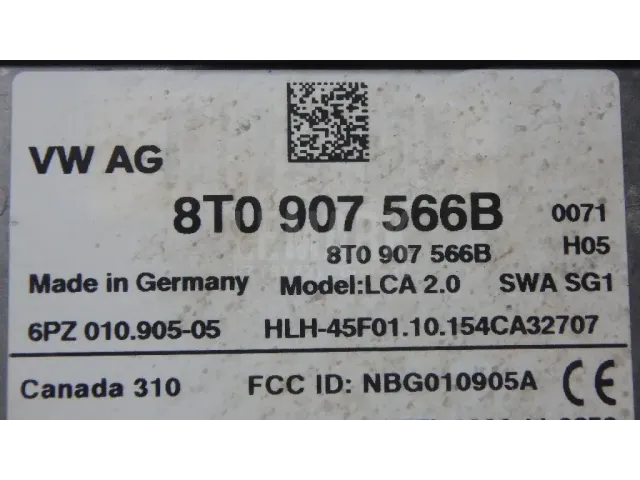 VW AG
8T0 907 566B 0071
8T0 907 566B H05
Made in Germany Model:LCA 2.0 SWA SG1
6PZ 010.905-05 HLH-45F01.10.154CA32707
Canada 310 FCC ID: NBG010905A CE